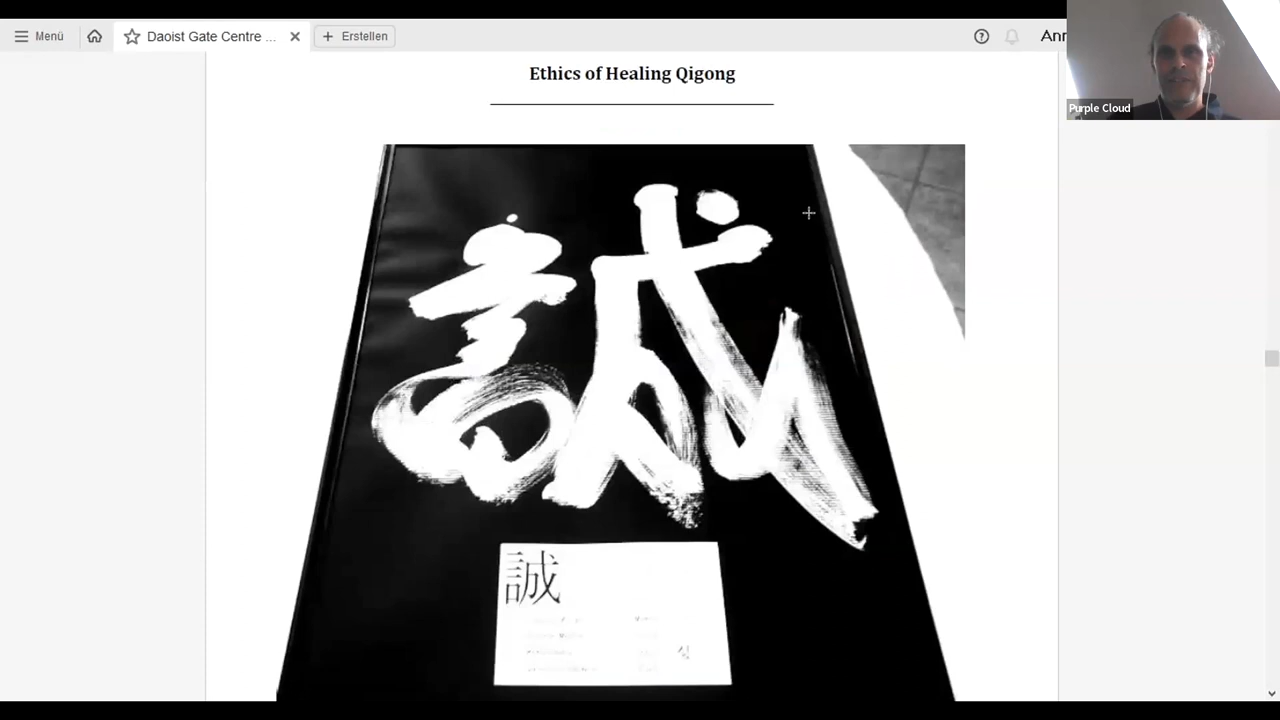 Menü
Daoist Gate Centre ...
Erstellen
Ann
Purple Cloud
Ethics of Healing Qigong
誠
誠